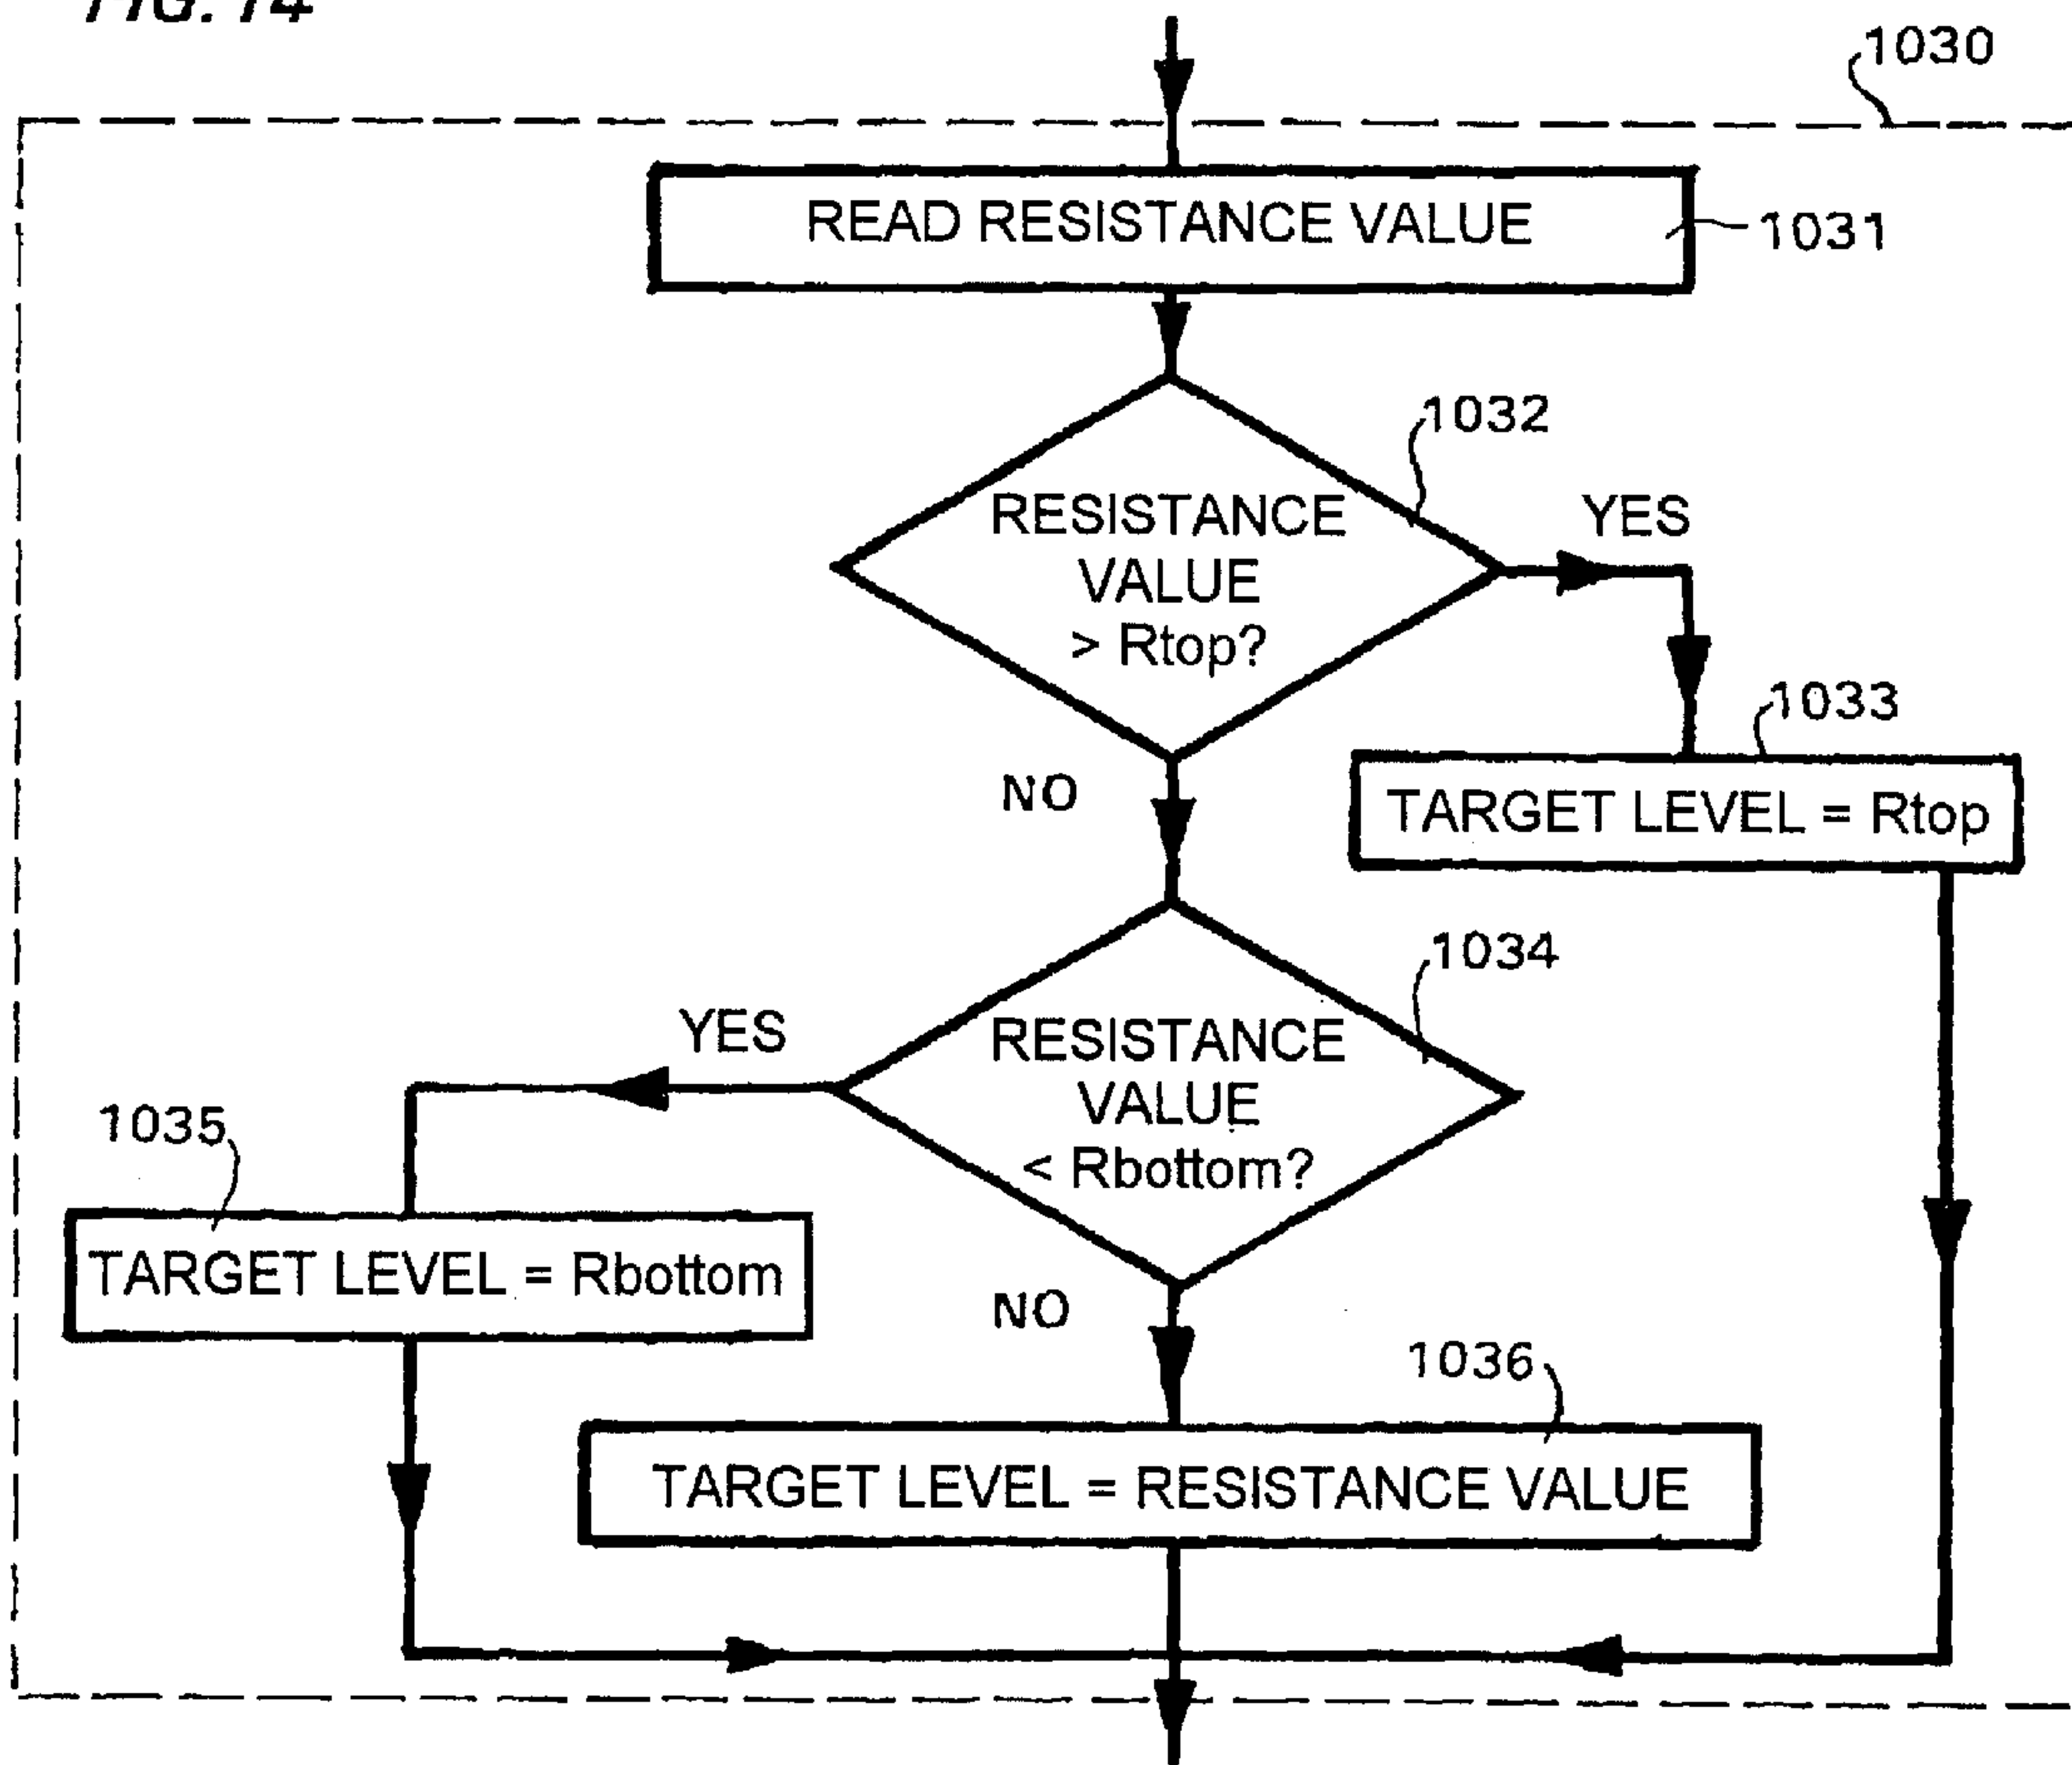 FIG. 14
1030
READ RESISTANCE VALUE
1031
1032
RESISTANCE
VALUE
> Rtop?
YES
1033
NO
TARGET LEVEL = Rtop
1034
YES
RESISTANCE
VALUE
< Rbottom?
1035
TARGET LEVEL = Rbottom
NO
1036
TARGET LEVEL = RESISTANCE VALUE